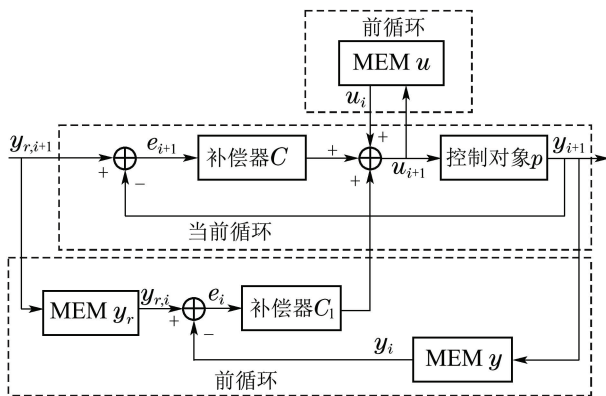 前循环
MEM u
u_i
y_{r,i+1}
+
−
e_{i+1}
补偿器C
+
+
+
u_{i+1}
控制对象p
y_{i+1}
当前循环
MEM y_r
y_{r,i}
+
−
e_i
补偿器C_1
y_i
MEM y
前循环